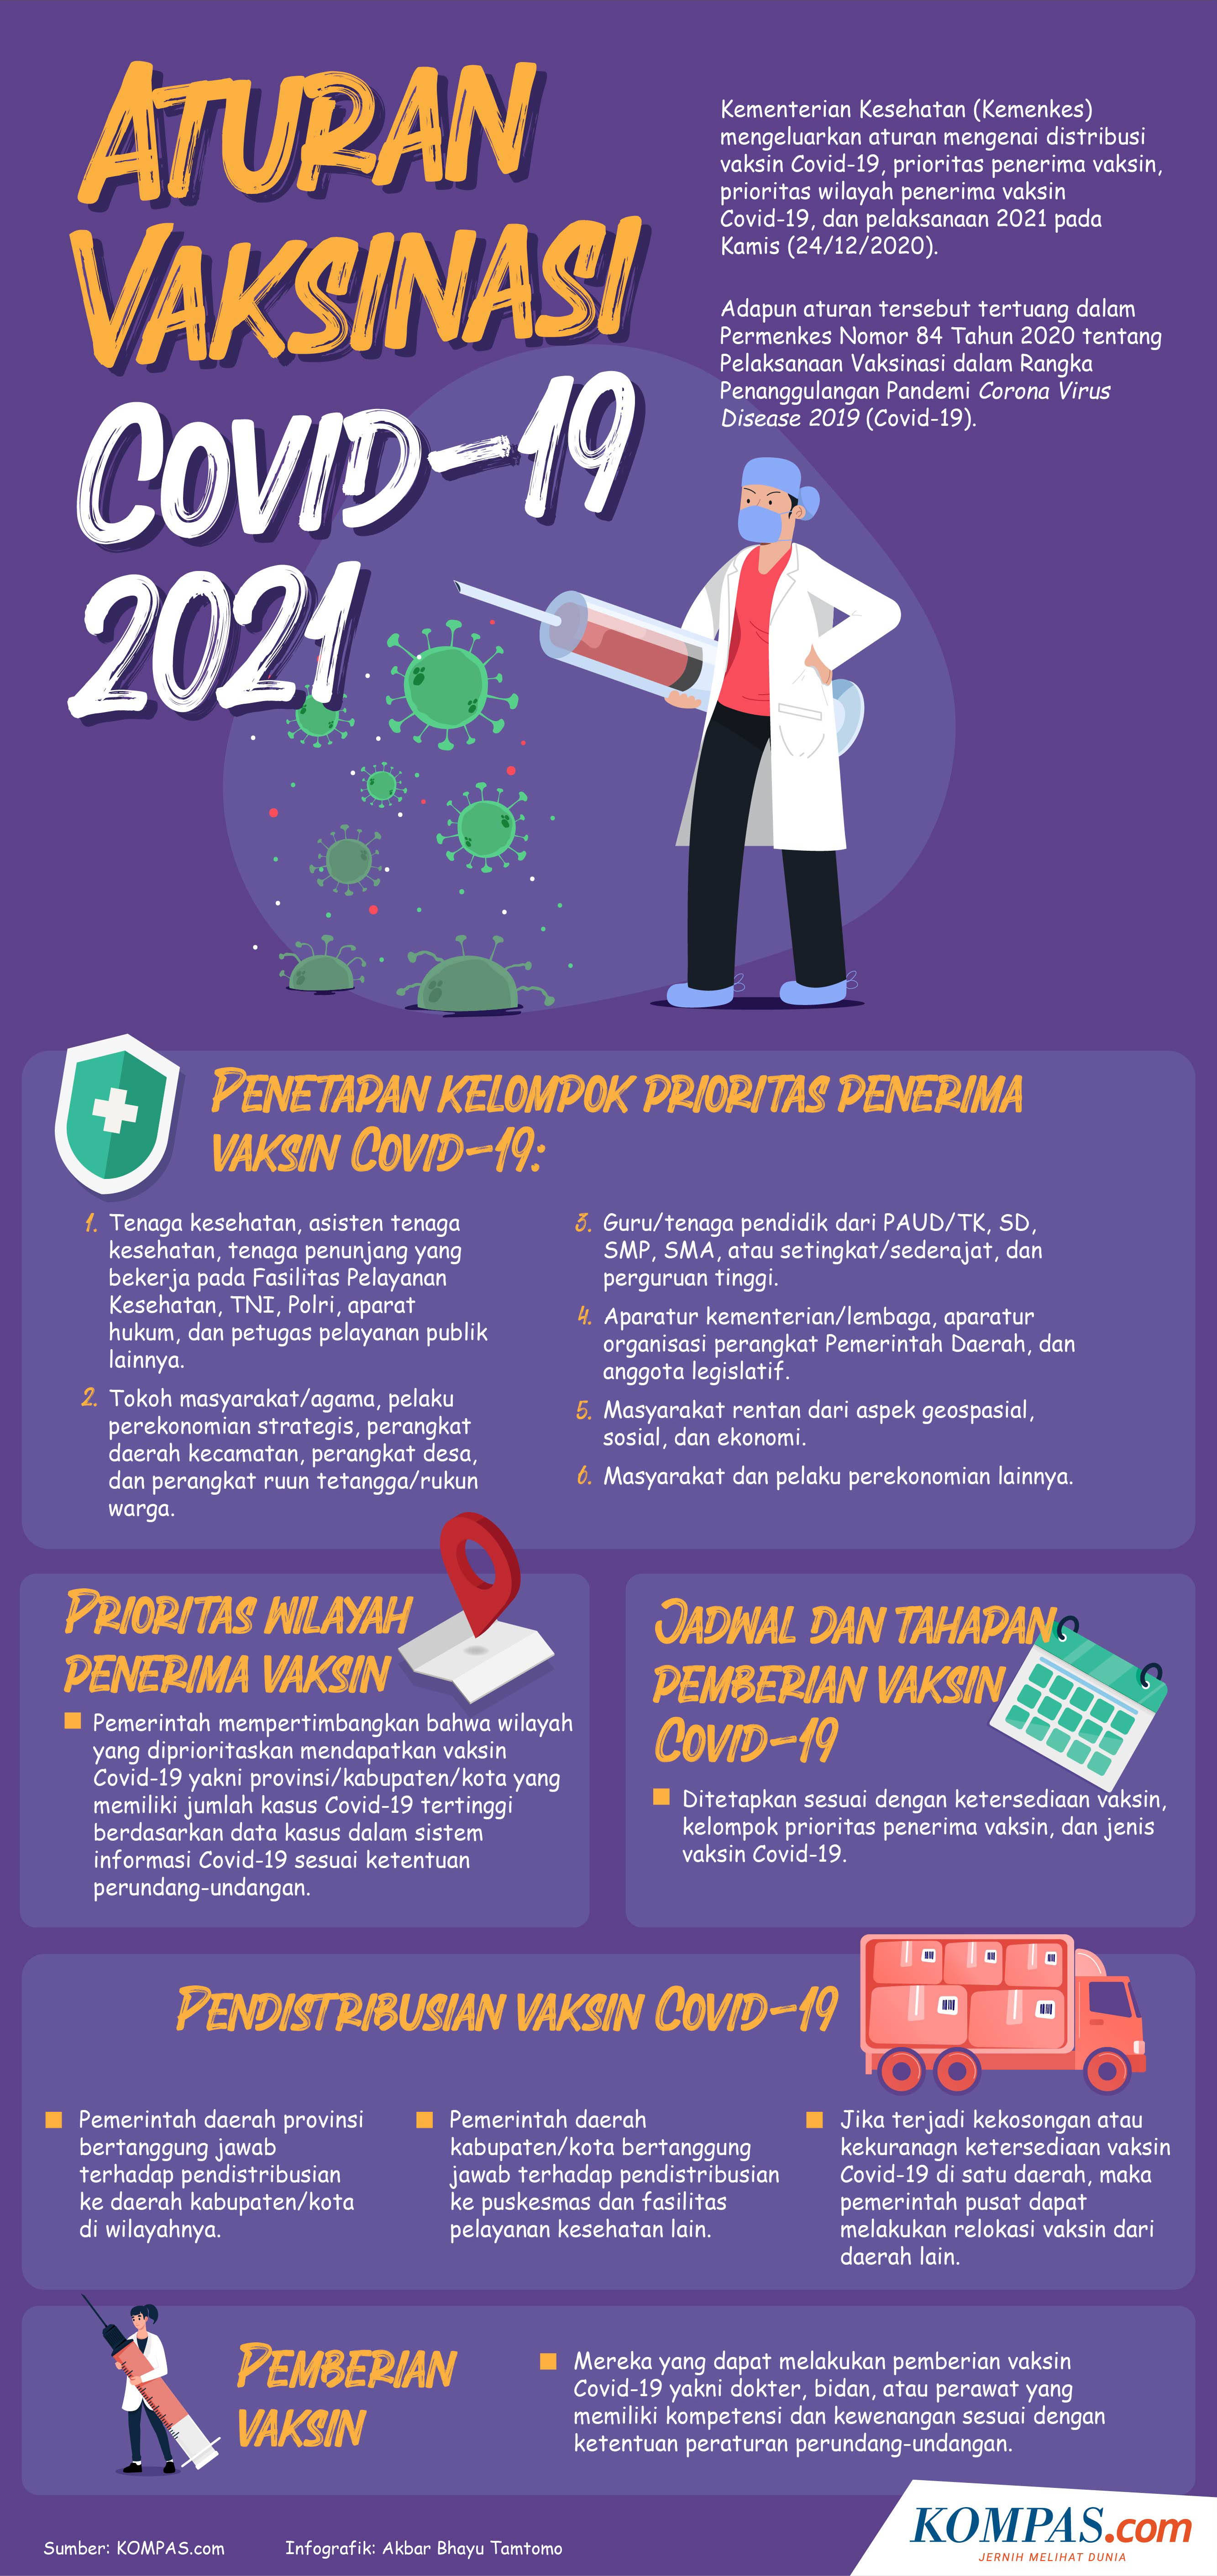 ATURAN
VAKSINASI
COVID-19
2021
Kementerian Kesehatan (Kemenkes)
mengeluarkan aturan mengenai distribusi
vaksin Covid-19, prioritas penerima vaksin,
prioritas wilayah penerima vaksin
Covid-19, dan pelaksanaan 2021 pada
Kamis (24/12/2020).
Adapun aturan tersebut tertuang dalam
Permenkes Nomor 84 Tahun 2020 tentang
Pelaksanaan Vaksinasi dalam Rangka
Penanggulangan Pandemi Corona Virus
Disease 2019 (Covid-19).
PENETAPAN KELOMPOK PRIORITAS PENERIMA
VAKSIN COVID-19:
1. Tenaga kesehatan, asisten tenaga
kesehatan, tenaga penunjang yang
bekerja pada Fasilitas Pelayanan
Kesehatan, TNI, Polri, aparat
hukum, dan petugas pelayanan publik
lainnya.
2. Tokoh masyarakat/agama, pelaku
perekonomian strategis, perangkat
daerah kecamatan, perangkat desa,
dan perangkat ruun tetangga/rukun
warga.
3. Guru/tenaga pendidik dari PAUD/TK, SD,
SMP, SMA, atau setingkat/sederajat, dan
perguruan tinggi.
4. Aparatur kementerian/lembaga, aparatur
organisasi perangkat Pemerintah Daerah, dan
anggota legislatif.
5. Masyarakat rentan dari aspek geospasial,
sosial, dan ekonomi.
6. Masyarakat dan pelaku perekonomian lainnya.
PRIORITAS WILAYAH
PENERIMA VAKSIN
Pemerintah mempertimbangkan bahwa wilayah
yang diprioritaskan mendapatkan vaksin
Covid-19 yakni provinsi/kabupaten/kota yang
memiliki jumlah kasus Covid-19 tertinggi
berdasarkan data kasus dalam sistem
informasi Covid-19 sesuai ketentuan
perundang-undangan.
JADWAL DAN TAHAPAN
PEMBERIAN VAKSIN
COVID-19
Ditetapkan sesuai dengan ketersediaan vaksin,
kelompok prioritas penerima vaksin, dan jenis
vaksin Covid-19.
PENDISTRIBUSIAN VAKSIN COVID-19
Pemerintah daerah provinsi
bertanggung jawab
terhadap pendistribusian
ke daerah kabupaten/kota
di wilayahnya.
Pemerintah daerah
kabupaten/kota bertanggung
jawab terhadap pendistribusian
ke puskesmas dan fasilitas
pelayanan kesehatan lain.
Jika terjadi kekosongan atau
kekuranagn ketersediaan vaksin
Covid-19 di satu daerah, maka
pemerintah pusat dapat
melakukan relokasi vaksin dari
daerah lain.
PEMBERIAN
VAKSIN
Mereka yang dapat melakukan pemberian vaksin
Covid-19 yakni dokter, bidan, atau perawat yang
memiliki kompetensi dan kewenangan sesuai dengan
ketentuan peraturan perundang-undangan.
Sumber: KOMPAS.com
Infografik: Akbar Bhayu Tamtomo
KOMPAS.com
JERNIH MELIHAT DUNIA